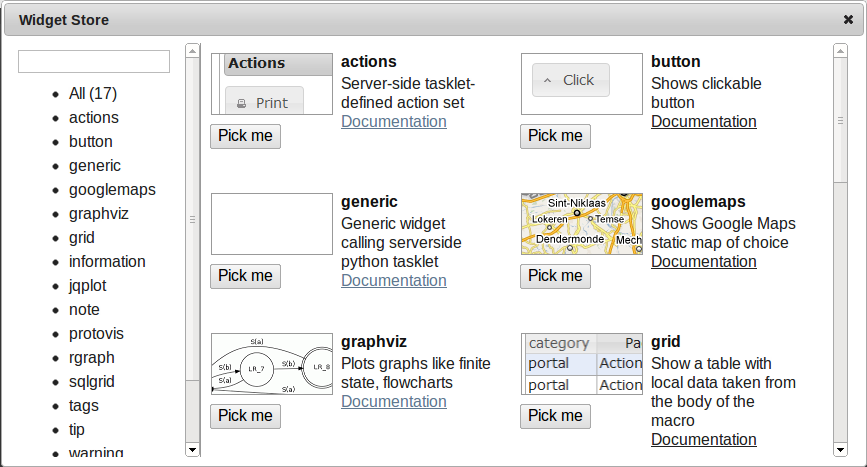 Widget Store
All (17)
actions
button
generic
googlemaps
graphviz
grid
information
jqplot
note
protovis
rgraph
sqlgrid
tags
tip
warning
Actions
Print
actions
Server-side tasklet-
defined action set
Documentation
Pick me
Click
button
Shows clickable
button
Documentation
Pick me
generic
Generic widget
calling serverside
python tasklet
Documentation
Pick me
Sint-Niklaas
Lokeren
Temse
Dendermonde
Mech
googlemaps
Shows Google Maps
static map of choice
Documentation
Pick me
S(a)
S(b)
S(b)
S(a)
S(a)
LR_7
LR_8
graphviz
Plots graphs like finite
state, flowcharts
Documentation
Pick me
category Pa
portal Action
portal Action
grid
Show a table with
local data taken from
the body of the
macro
Documentation
Pick me